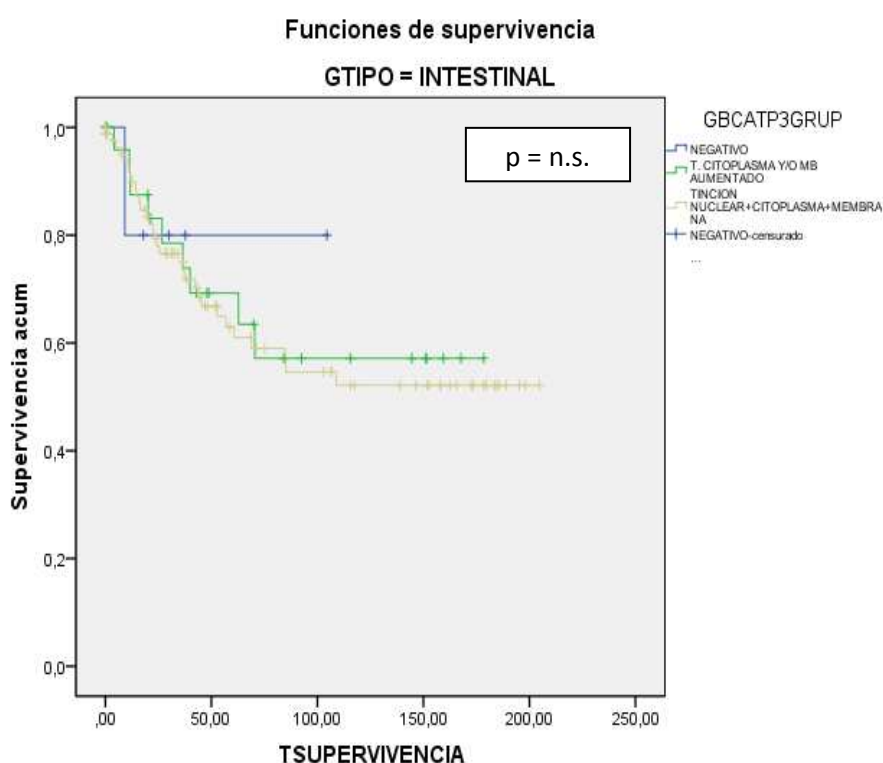 Funciones de supervivencia
GTIPO = INTESTINAL
p = n.s.
GBCATP3GRUP
NEGATIVO
T. CITOPLASMA Y/O MB
AUMENTADO
TINCION
NUCLEAR+CITOPLASMA+MEMBRA
NA
NEGATIVO-censurado
...
Supervivencia acum
1,0
0,8
0,6
0,4
0,2
0,0
,00 50,00 100,00 150,00 200,00 250,00
TSUPERVIVENCIA